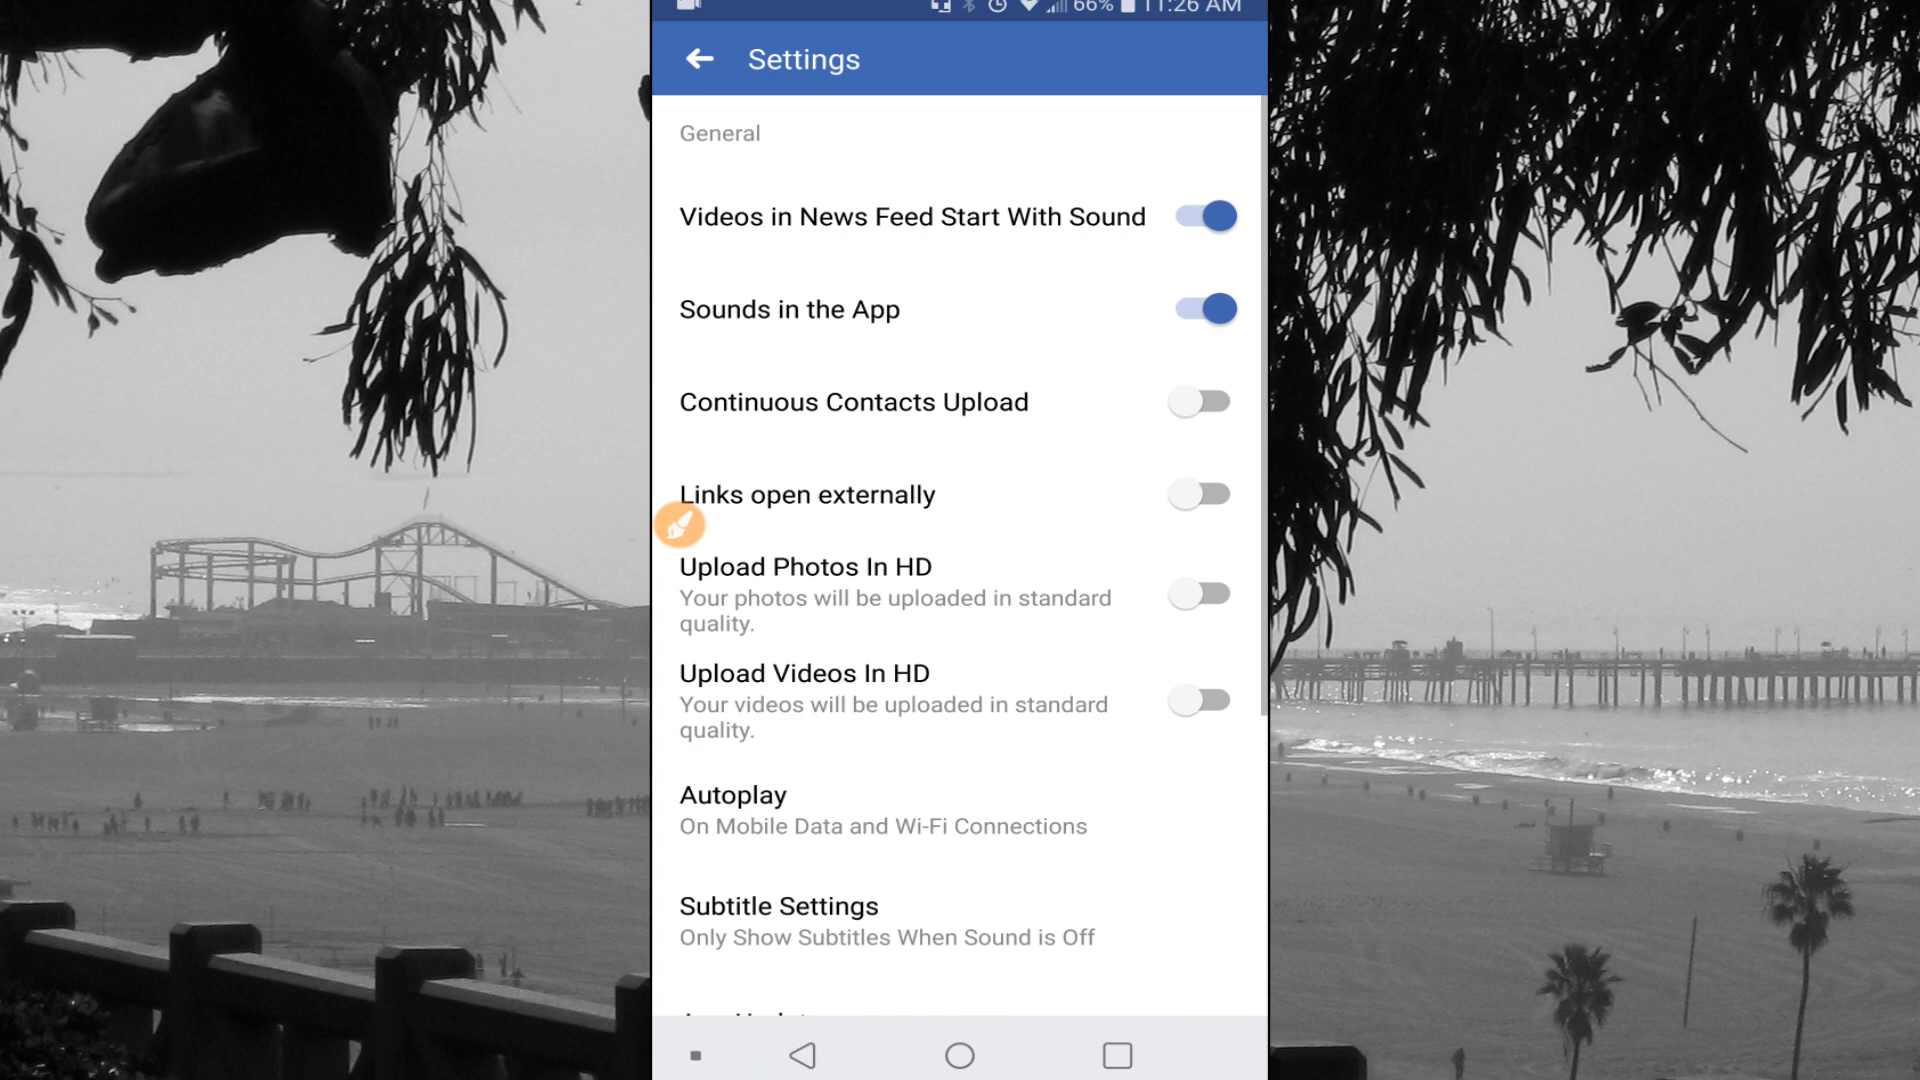 66% 11:26 AM
Settings
General
Videos in News Feed Start With Sound
Sounds in the App
Continuous Contacts Upload
Links open externally
Upload Photos In HD
Your photos will be uploaded in standard
quality.
Upload Videos In HD
Your videos will be uploaded in standard
quality.
Autoplay
On Mobile Data and Wi-Fi Connections
Subtitle Settings
Only Show Subtitles When Sound is Off